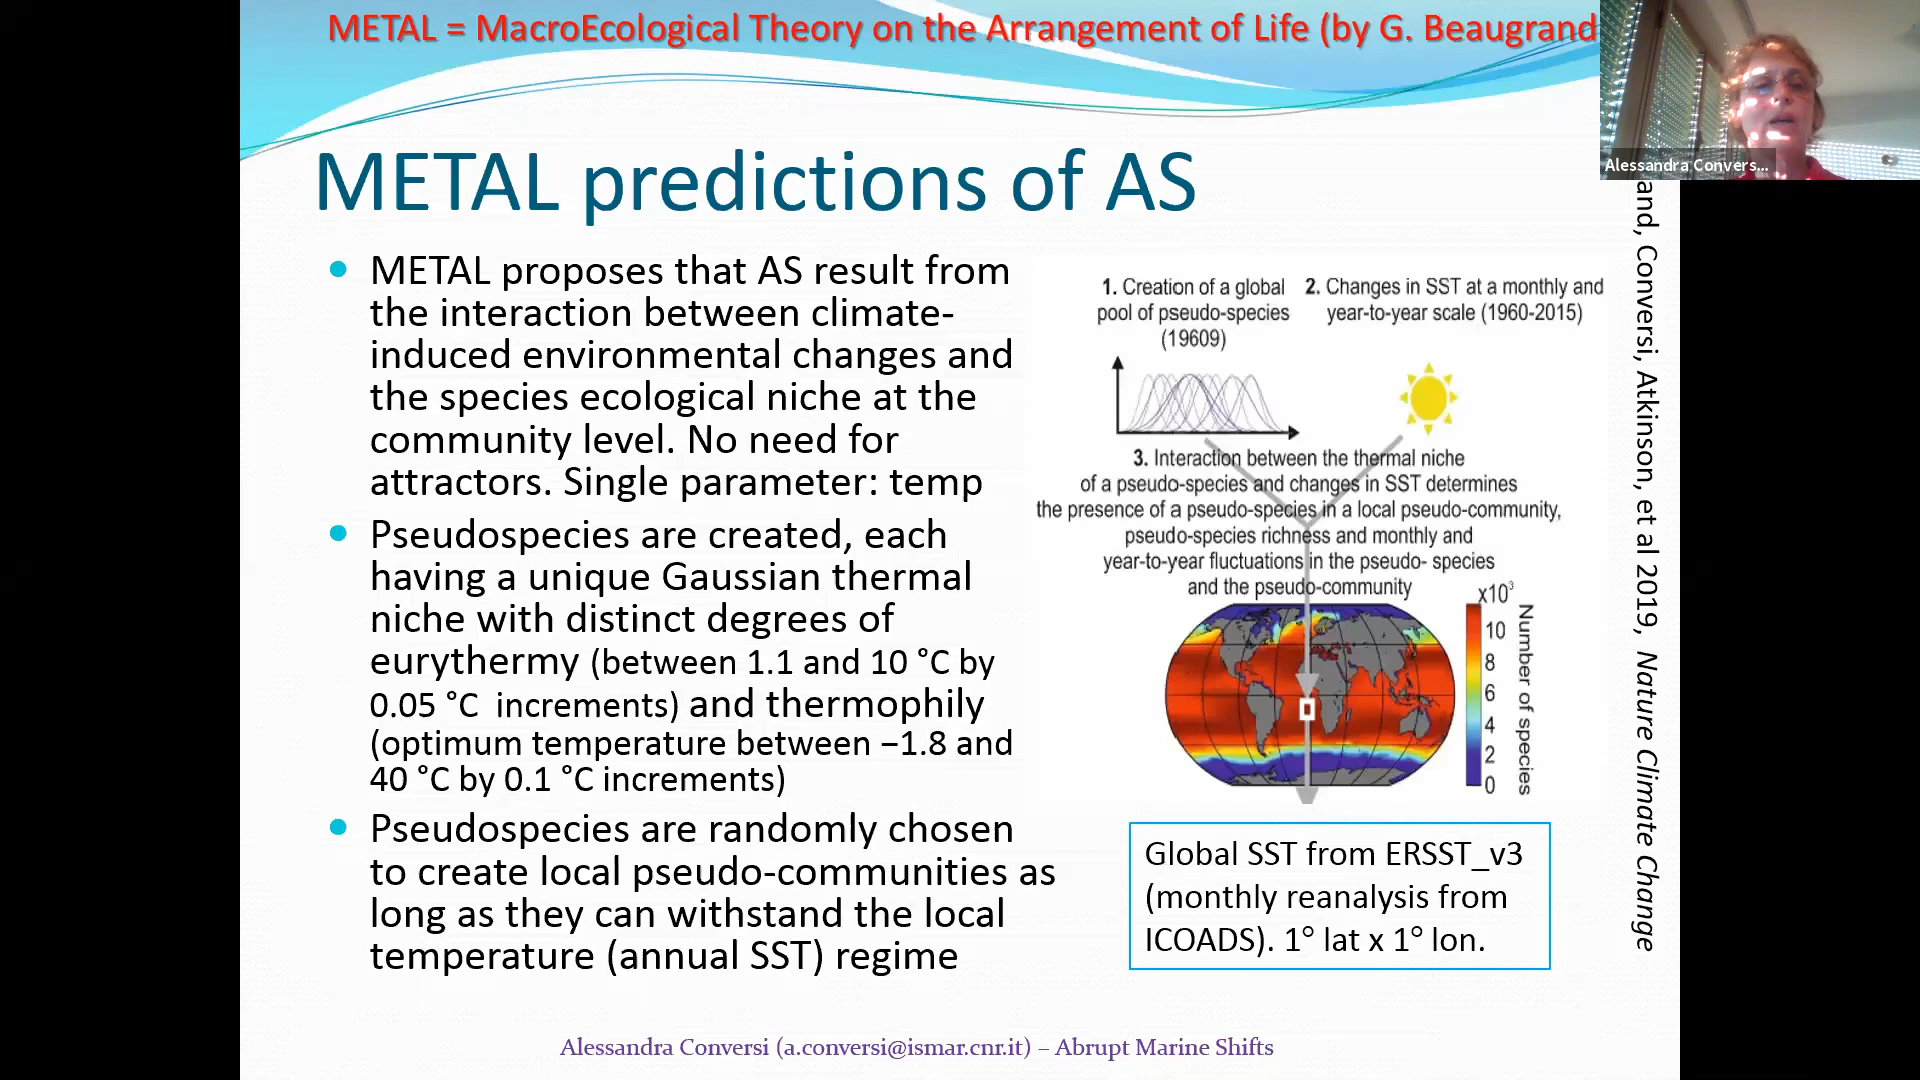 METAL = MacroEcological Theory on the Arrangement of Life (by G. Beaugrand
Alessandra Convers...
METAL predictions of AS
METAL proposes that AS result from
the interaction between climate-
induced environmental changes and
the species ecological niche at the
community level. No need for
attractors. Single parameter: temp
Pseudospecies are created, each
having a unique Gaussian thermal
niche with distinct degrees of
eurythermy (between 1.1 and 10 °C by
0.05 °C increments) and thermophily
(optimum temperature between −1.8 and
40 °C by 0.1 °C increments)
Pseudospecies are randomly chosen
to create local pseudo-communities as
long as they can withstand the local
temperature (annual SST) regime
1. Creation of a global
pool of pseudo-species
(19609)
2. Changes in SST at a monthly and
year-to-year scale (1960-2015)
3. Interaction between the thermal niche
of a pseudo-species and changes in SST determines
the presence of a pseudo-species in a local pseudo-community,
pseudo-species richness and monthly and
year-to-year fluctuations in the pseudo- species
and the pseudo-community
x10³
10
8
6
4
2
0
Number of species
Global SST from ERSST_v3
(monthly reanalysis from
ICOADS). 1° lat x 1° lon.
and, Conversi, Atkinson, et al 2019, Nature Climate Change
Alessandra Conversi (a.conversi@ismar.cnr.it) – Abrupt Marine Shifts